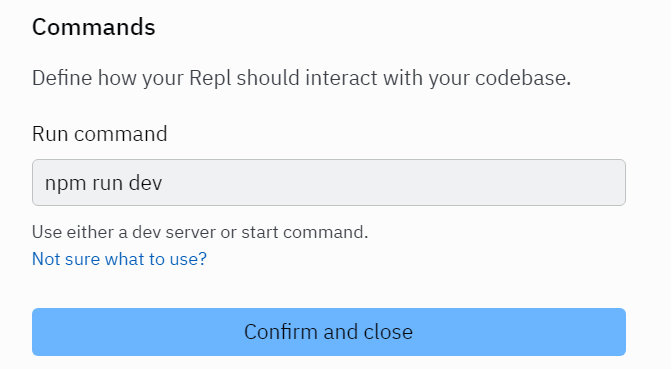 Commands
Define how your Repl should interact with your codebase.
Run command
npm run dev
Use either a dev server or start command.
Not sure what to use?
Confirm and close